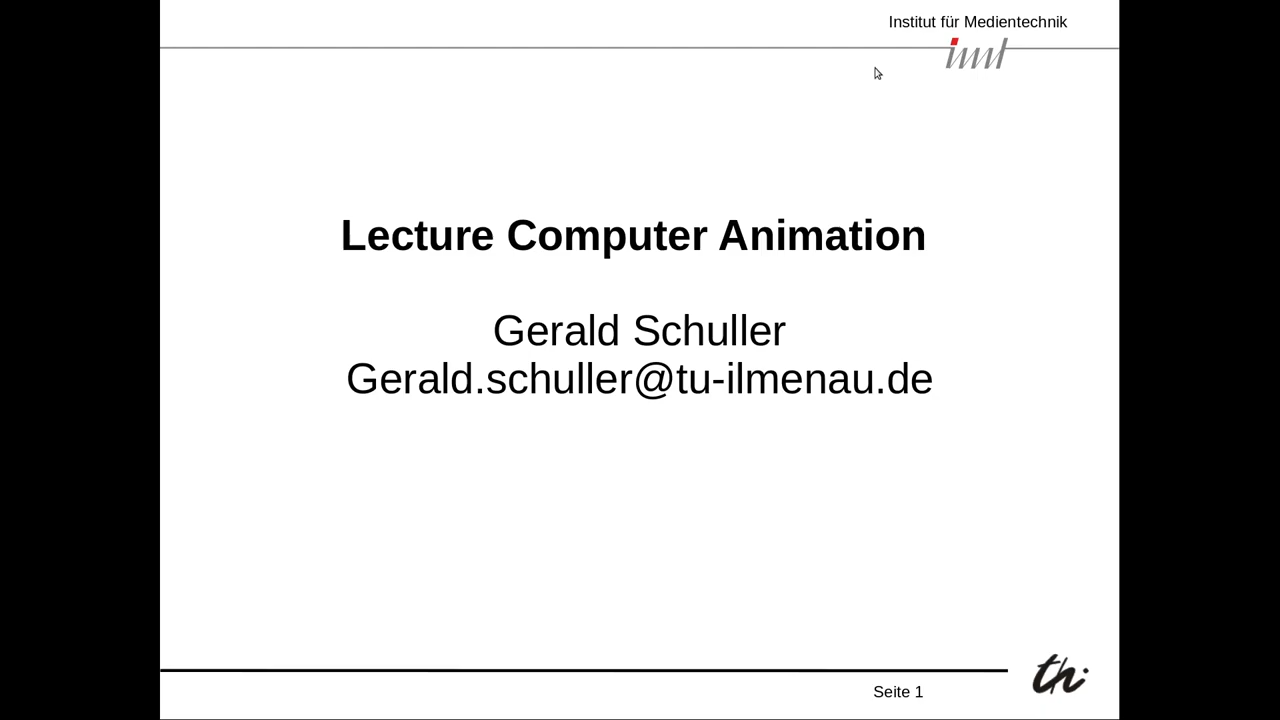 Institut für Medientechnik
imt
Lecture Computer Animation
Gerald Schuller
Gerald.schuller@tu-ilmenau.de
th
Seite 1